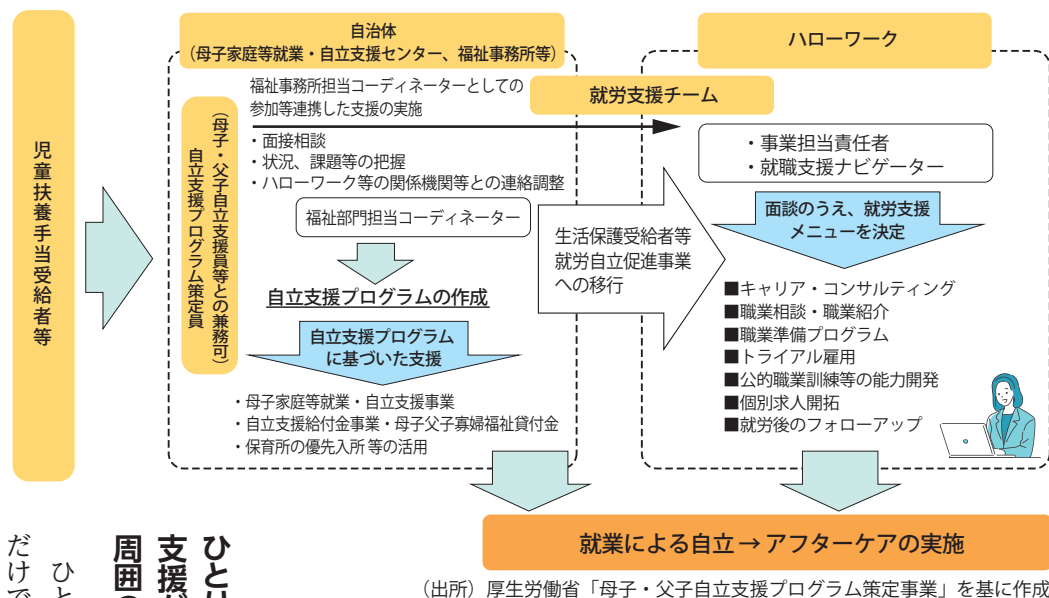 児童扶養手当受給者等
自治体
（母子家庭等就業・自立支援センター、福祉事務所等）
福祉事務所担当コーディネーターとしての
参加等連携した支援の実施
自立支援プログラム策定員
（母子・父子自立支援員等との兼務可）
・面接相談
・状況、課題等の把握
・ハローワーク等の関係機関等との連絡調整
福祉部門担当コーディネーター
自立支援プログラムの作成
自立支援プログラム
に基づいた支援
・母子家庭等就業・自立支援事業
・自立支援給付金事業・母子父子寡婦福祉貸付金
・保育所の優先入所 等の活用
就労支援チーム
生活保護受給者等
就労自立促進事業
への移行
ハローワーク
・事業担当責任者
・就職支援ナビゲーター
面談のうえ、就労支援
メニューを決定
■キャリア・コンサルティング
■職業相談・職業紹介
■職業準備プログラム
■トライアル雇用
■公的職業訓練等の能力開発
■個別求人開拓
■就労後のフォローアップ
就業による自立 → アフターケアの実施
（出所）厚生労働省「母子・父子自立支援プログラム策定事業」を基に作成
ひと
支援
周囲の
ひと
だけで